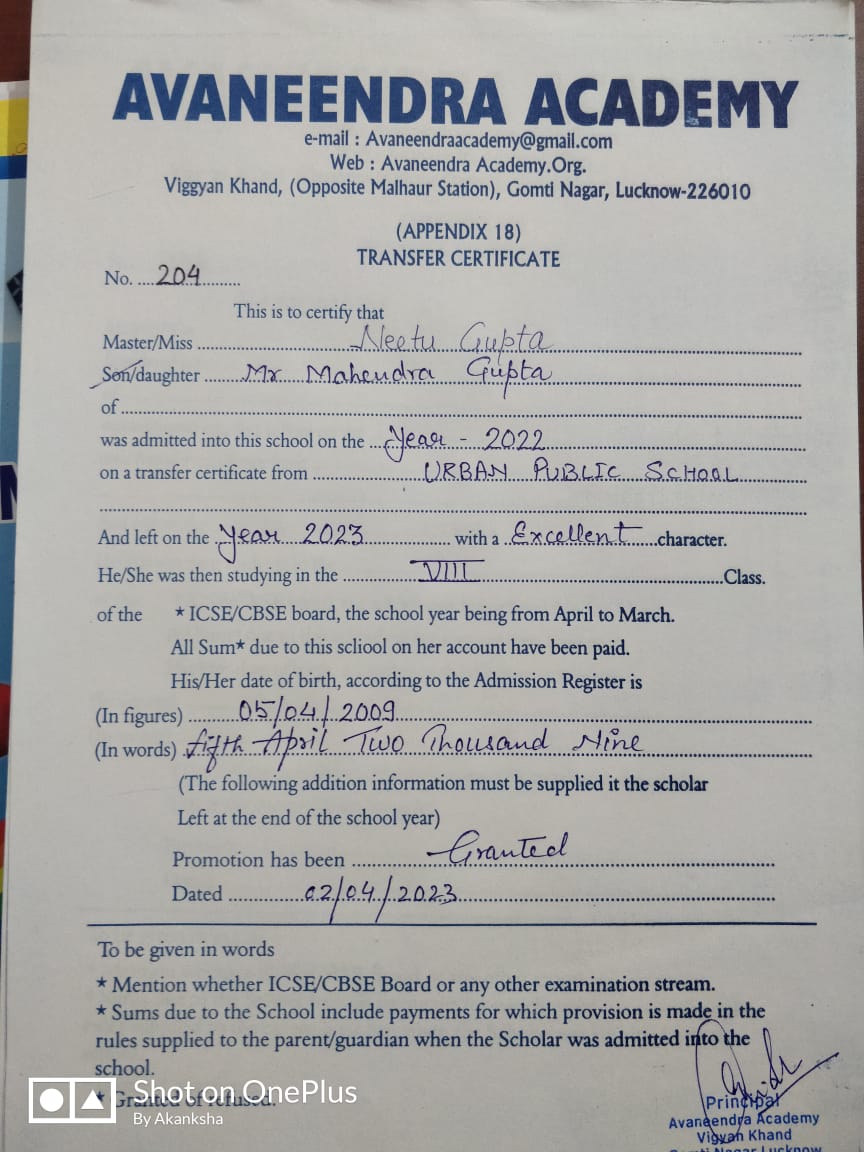 AVANEENDRA ACADEMY
e-mail : Avaneendraacademy@gmail.com
Web : Avaneendra Academy.Org.
Viggyan Khand, (Opposite Malhaur Station), Gomti Nagar, Lucknow-226010
(APPENDIX 18)
TRANSFER CERTIFICATE
No. ....204..........
This is to certify that
Master/Miss ........ Neetu Gupta ........
Son/daughter ...... Mr Mahendra Gupta ........
of ........
was admitted into this school on the ... Year - 2022 ........
on a transfer certificate from ........ URBAN PUBLIC SCHOOL ........
And left on the Year 2023 ........ with a .. Excellent ....character.
He/She was then studying in the ........ VIII ........Class.
of the * ICSE/CBSE board, the school year being from April to March.
All Sum* due to this scliool on her account have been paid.
His/Her date of birth, according to the Admission Register is
(In figures) ........ 05/04/2009 ........
(In words) . fifth April Two Thousand Nine ........
(The following addition information must be supplied it the scholar
Left at the end of the school year)
Promotion has been ........ Granted ........
Dated ........ 02/04/2023 ........
To be given in words
* Mention whether ICSE/CBSE Board or any other examination stream.
* Sums due to the School include payments for which provision is made in the
rules supplied to the parent/guardian when the Scholar was admitted into the
school.
* Granted of refused.
Shot on OnePlus
By Akanksha
Principal
Avaneendra Academy
Vigyan Khand
Gomti Nagar Lucknow